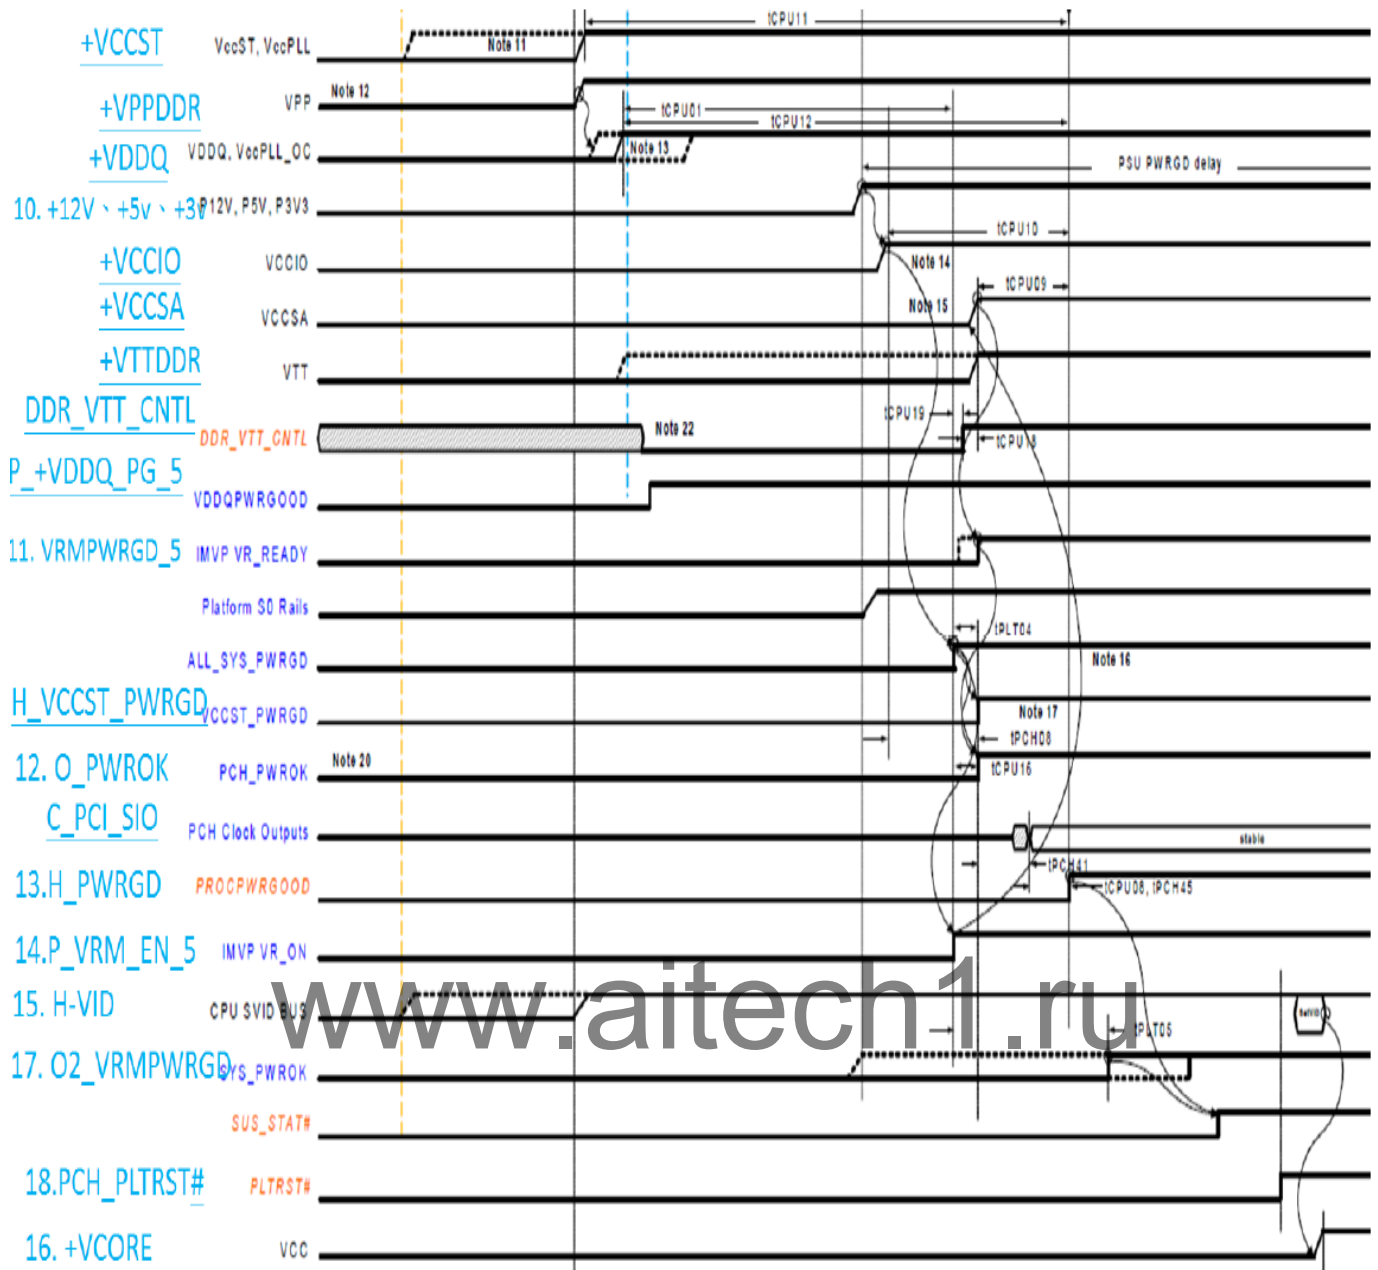 tCPU11
+VCCST VccST, VccPLL Note 11
+VPPDDR VPP Note 12
tCPU01
tCPU12
+VDDQ VDDQ, VccPLL_OC Note 13
PSU PWRGD delay
10. +12V、+5v、+3v P12V, P5V, P3V3
tCPU10
+VCCIO VCCIO Note 14
tCPU09
+VCCSA VCCSA Note 15
+VTTDDR VTT
DDR_VTT_CNTL DDR_VTT_CNTL Note 22 tCPU19
tCPU18
P_+VDDQ_PG_5 VDDQPWRGOOD
11. VRMPWRGD_5 IMVP VR_READY
Platform S0 Rails
tPLT04
ALL_SYS_PWRGD Note 16
H_VCCST_PWRGD VCCST_PWRGD Note 17
tPCH08
12. O_PWROK PCH_PWROK Note 20 tCPU16
C_PCI_SIO PCH Clock Outputs stable
tPCH41
13.H_PWRGD PROCPWRGOOD tCPU08, tPCH45
14.P_VRM_EN_5 IMVP VR_ON
15. H-VID CPU SVID BUS
www.aitech1.ru
tPLT05
17. O2_VRMPWRGD SYS_PWROK
SUS_STAT#
18.PCH_PLTRST# PLTRST#
16. +VCORE VCC